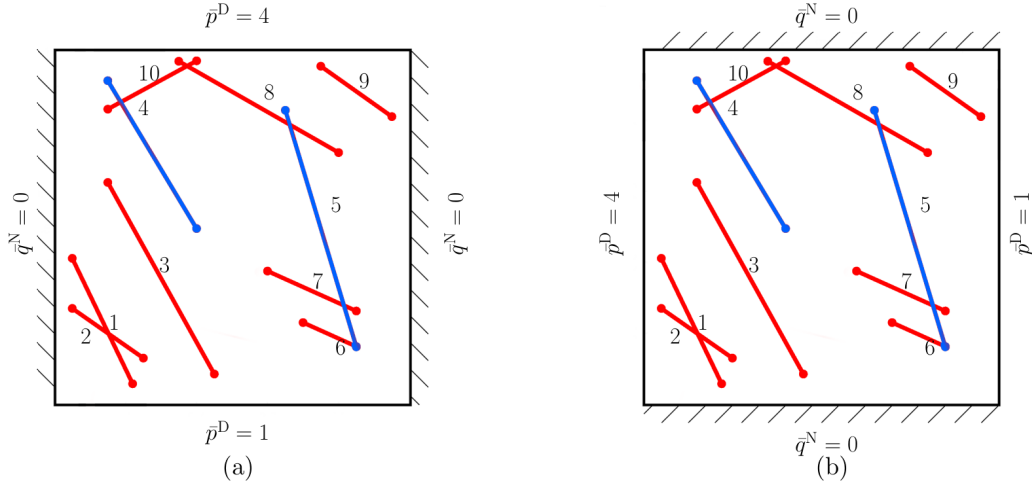 p̄ᴰ = 4
q̄ᴺ = 0
10
9
4
8
q̄ᴺ = 0
5
q̄ᴺ = 0
3
7
1
2
6
p̄ᴰ = 1
(a)
10
9
4
8
p̄ᴰ = 4
5
p̄ᴰ = 1
3
7
1
2
6
q̄ᴺ = 0
(b)